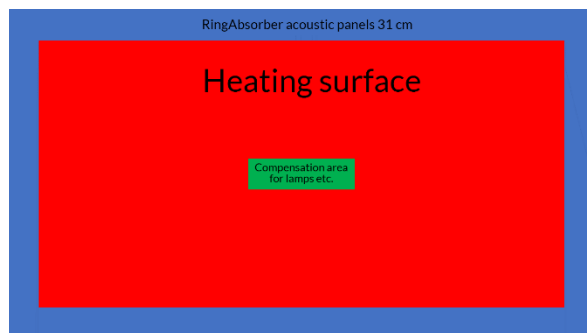 RingAbsorber acoustic panels 31 cm
Heating surface
Compensation area
for lamps etc.